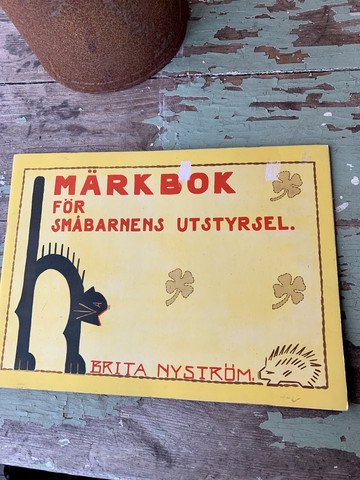 MÄRKBOK
FÖR
SMÅBARNENS UTSTYRSEL.
BRITA NYSTRÖM.